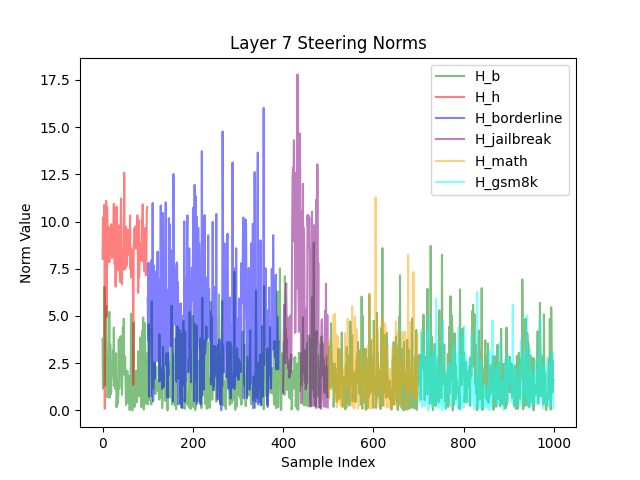 Layer 7 Steering Norms
H_b
H_h
H_borderline
H_jailbreak
H_math
H_gsm8k
Norm Value
17.5
15.0
12.5
10.0
7.5
5.0
2.5
0.0
0 200 400 600 800 1000
Sample Index